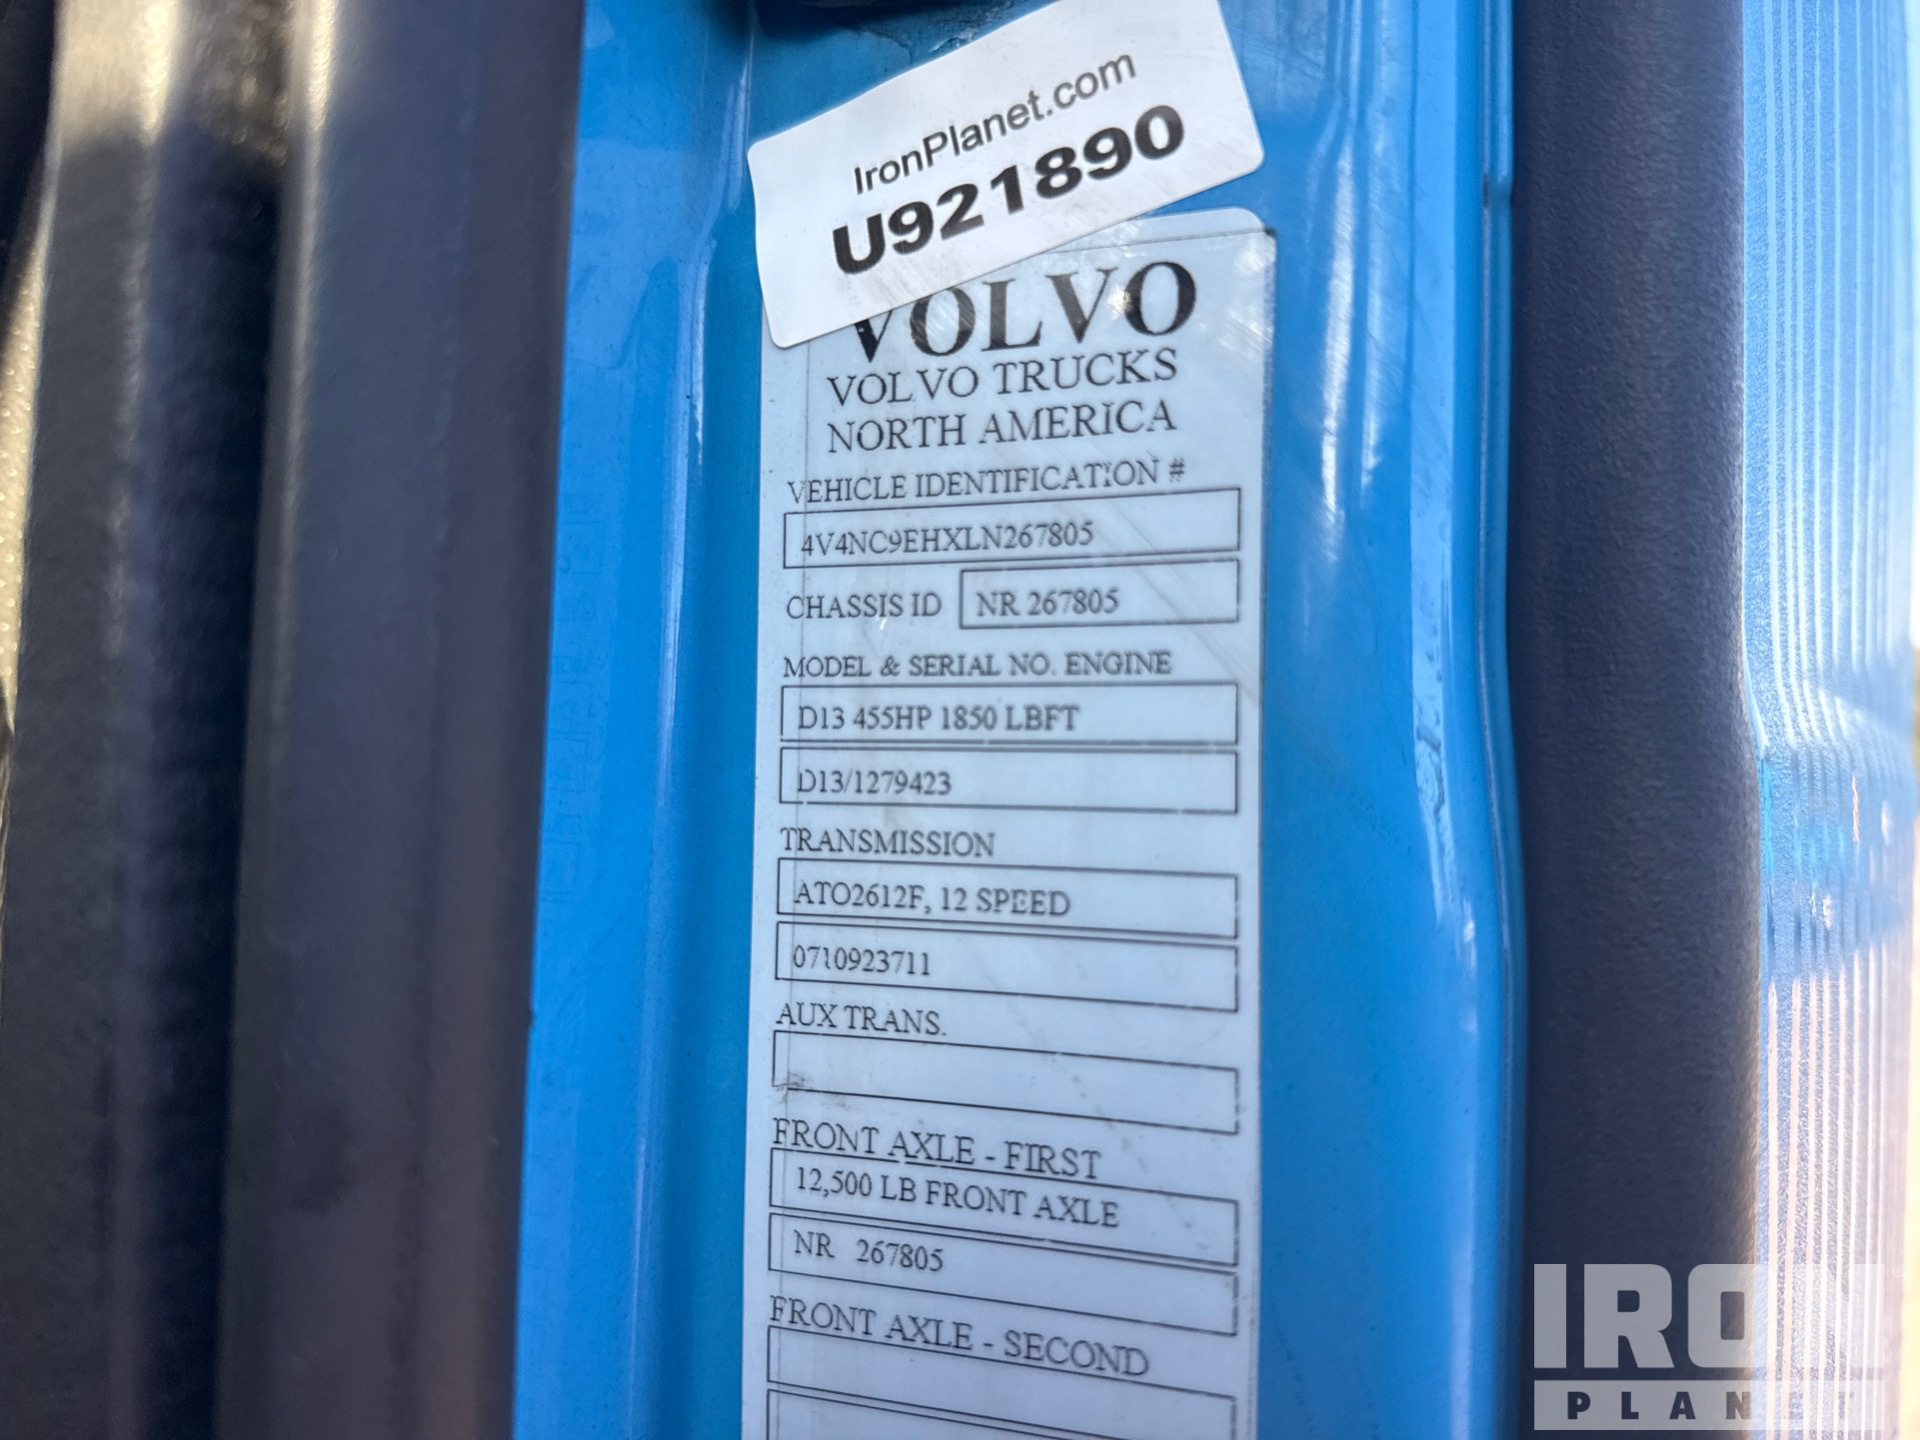 IronPlanet.com
U921890
VOLVO
VOLVO TRUCKS
NORTH AMERICA
VEHICLE IDENTIFICATION #
4V4NC9EHXLN267805
CHASSIS ID NR 267805
MODEL & SERIAL NO. ENGINE
D13 455HP 1850 LBFT
D13/1279423
TRANSMISSION
ATO2612F, 12 SPEED
0710923711
AUX TRANS.
FRONT AXLE - FIRST
12,500 LB FRONT AXLE
NR 267805
FRONT AXLE - SECOND
IRON
PLANET